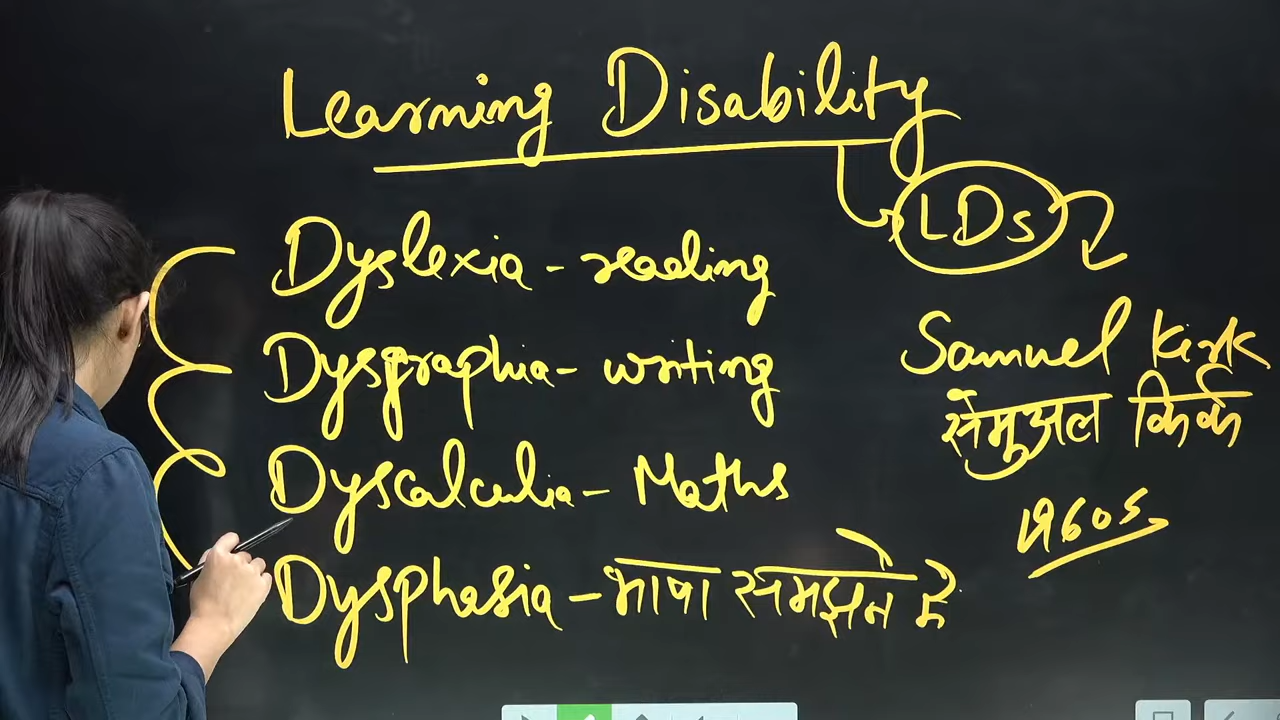 Learning Disability
LDs
Dyslexia - reading
Dysgraphia - writing
Dyscalculia - Maths
Dysphasia - भाषा समझने में
Samuel Kirk
सेमुअल किर्क
1960s